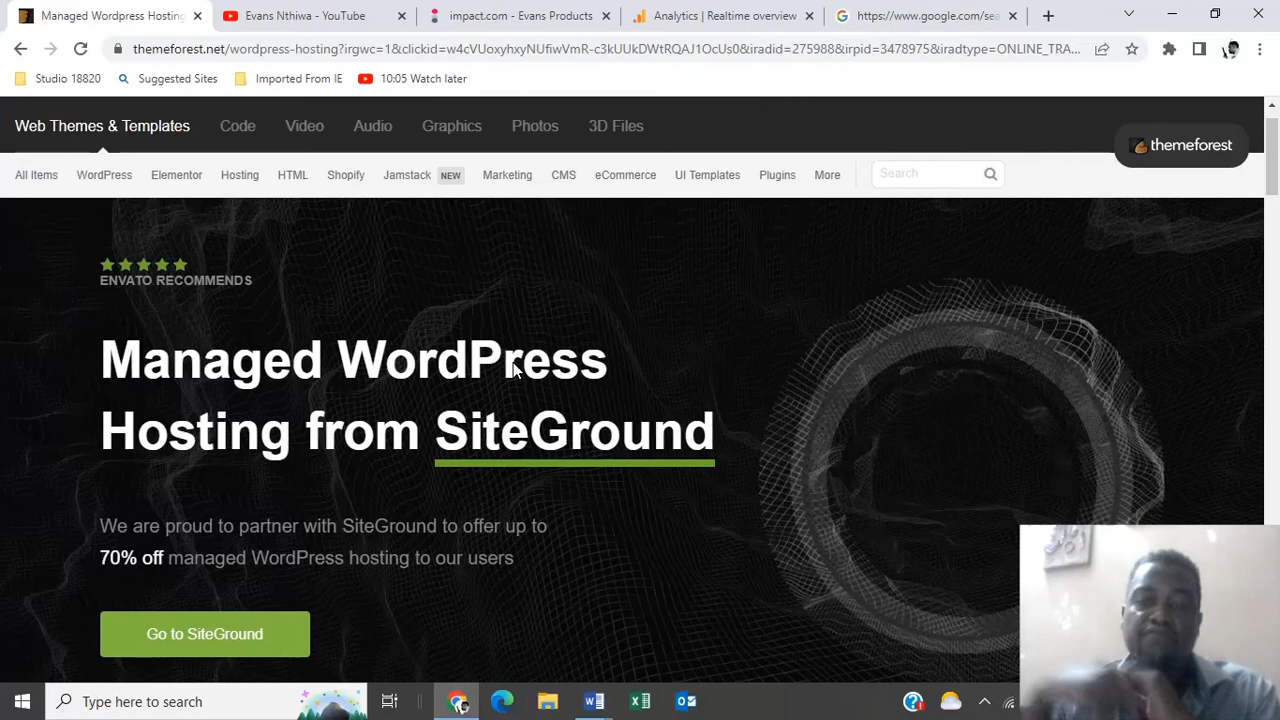 Managed Wordpress Hosting
Evans Nthiwa - YouTube
impact.com - Evans Products
Analytics | Realtime overview
https://www.google.com/sea
themeforest.net/wordpress-hosting?irgwc=1&clickid=w4cVUoxyhxyNUfiwVmR-c3kUUkDWtRQAJ1OcUs0&iradid=275988&irpid=3478975&iradtype=ONLINE_TRA...
Studio 18820
Suggested Sites
Imported From IE
10:05 Watch later
Web Themes & Templates
Code
Video
Audio
Graphics
Photos
3D Files
themeforest
All Items
WordPress
Elementor
Hosting
HTML
Shopify
Jamstack NEW
Marketing
CMS
eCommerce
UI Templates
Plugins
More
Search
ENVATO RECOMMENDS
Managed WordPress
Hosting from SiteGround
We are proud to partner with SiteGround to offer up to
70% off managed WordPress hosting to our users
Go to SiteGround
Type here to search